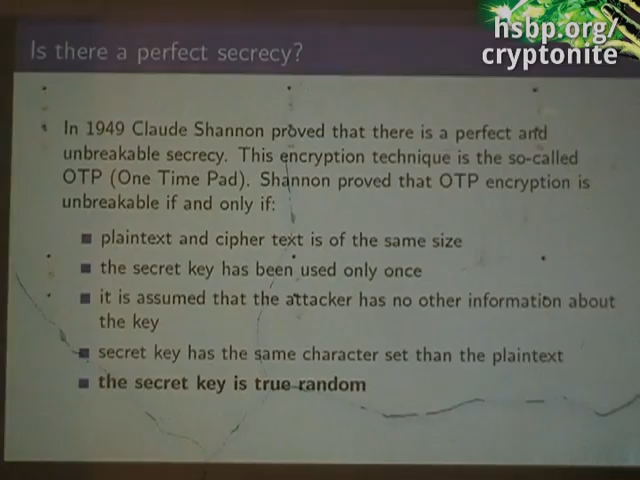 hsbp.org/
cryptonite
Is there a perfect secrecy?
In 1949 Claude Shannon proved that there is a perfect and
unbreakable secrecy. This encryption technique is the so-called
OTP (One Time Pad). Shannon proved that OTP encryption is
unbreakable if and only if:
plaintext and cipher text is of the same size
the secret key has been used only once
it is assumed that the attacker has no other information about
the key
secret key has the same character set than the plaintext
the secret key is true random